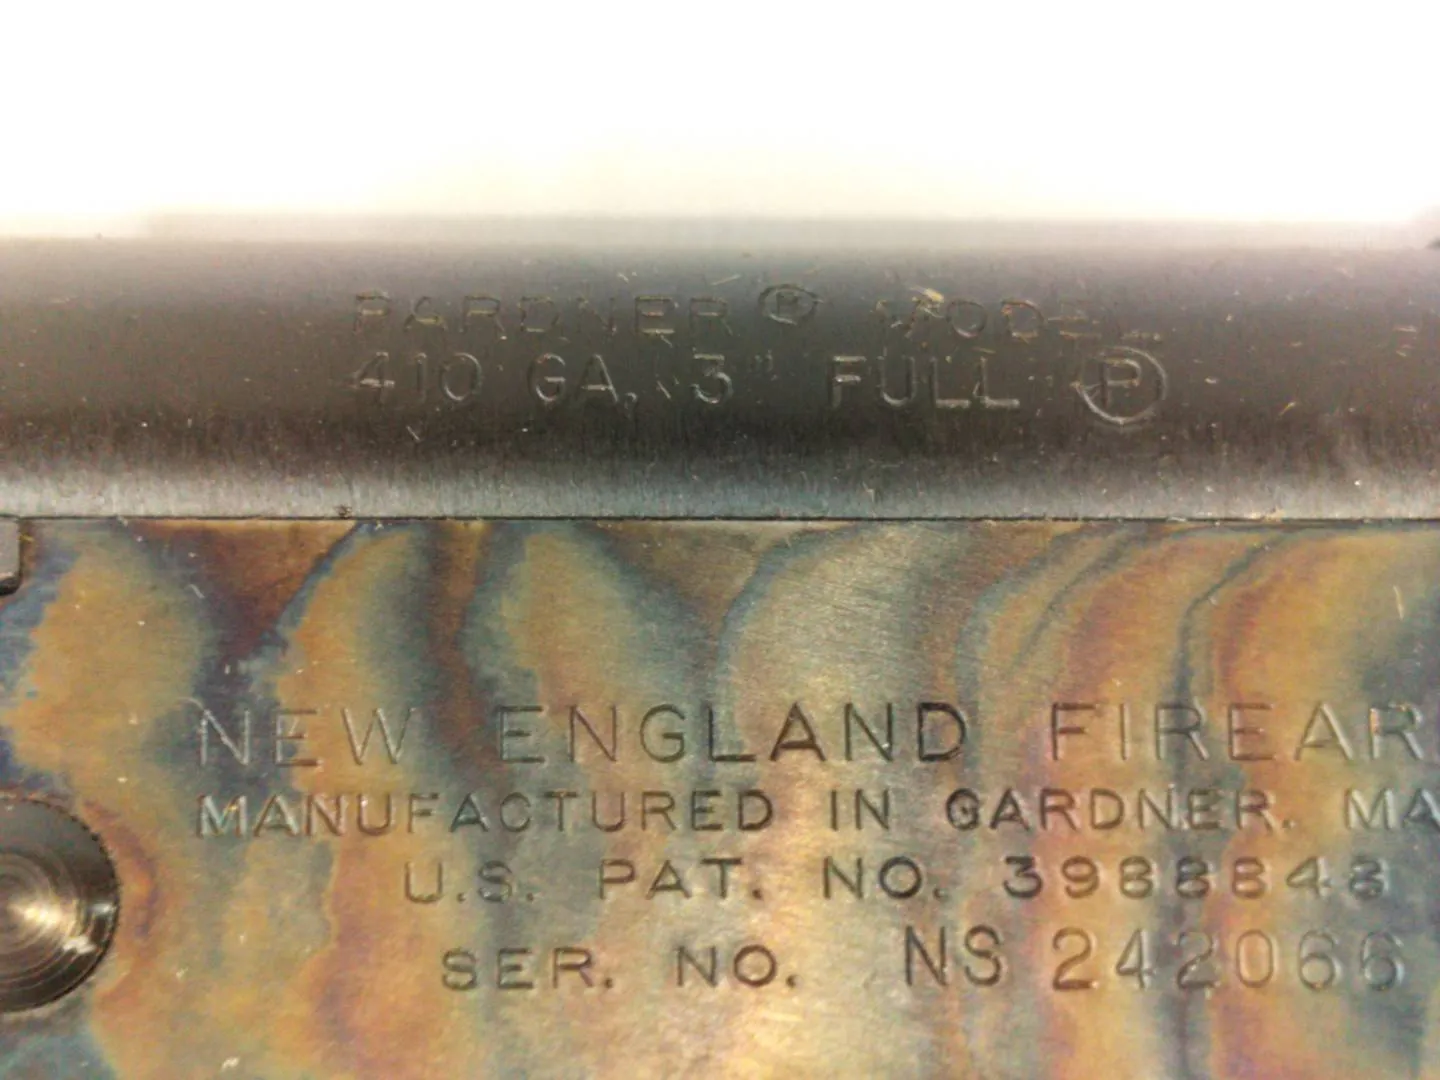 PARDNER® MODEL
410 GA. 3" FULL Ⓟ
NEW ENGLAND FIREAR
MANUFACTURED IN GARDNER. MA
U.S. PAT. NO. 3988848
SER. NO. NS 242066